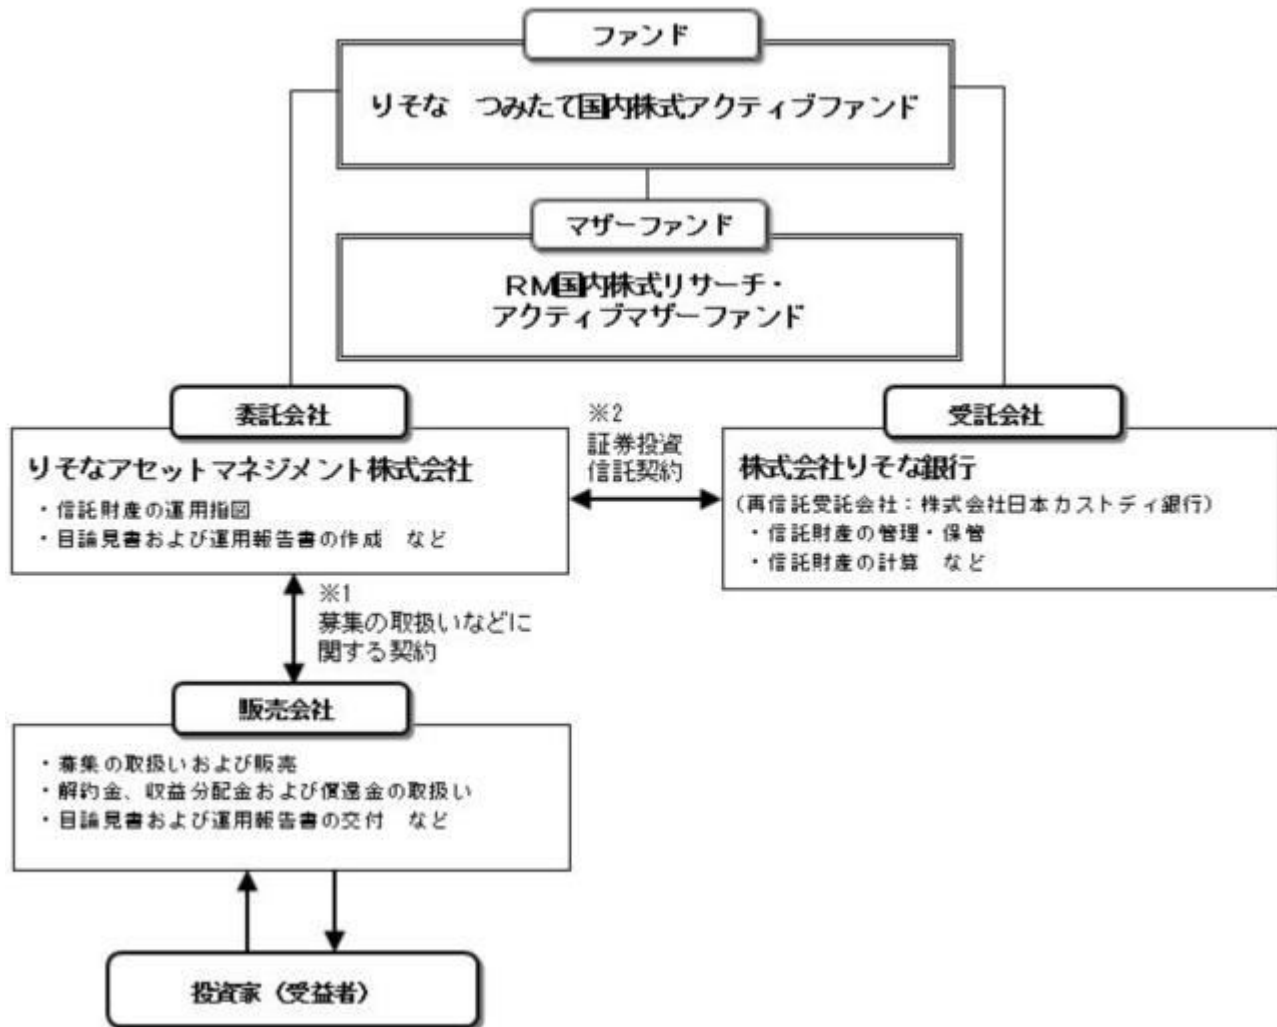 ファンド
りそな　つみたて国内株式アクティブファンド
マザーファンド
RM国内株式リサーチ・
アクティブマザーファンド
委託会社
りそなアセットマネジメント株式会社
・信託財産の運用指図
・目論見書および運用報告書の作成　など
※2
証券投資
信託契約
受託会社
株式会社りそな銀行
（再信託受託会社：株式会社日本カストディ銀行）
・信託財産の管理・保管
・信託財産の計算　など
※1
募集の取扱いなどに
関する契約
販売会社
・募集の取扱いおよび販売
・解約金、収益分配金および償還金の取扱い
・目論見書および運用報告書の交付　など
投資家（受益者）